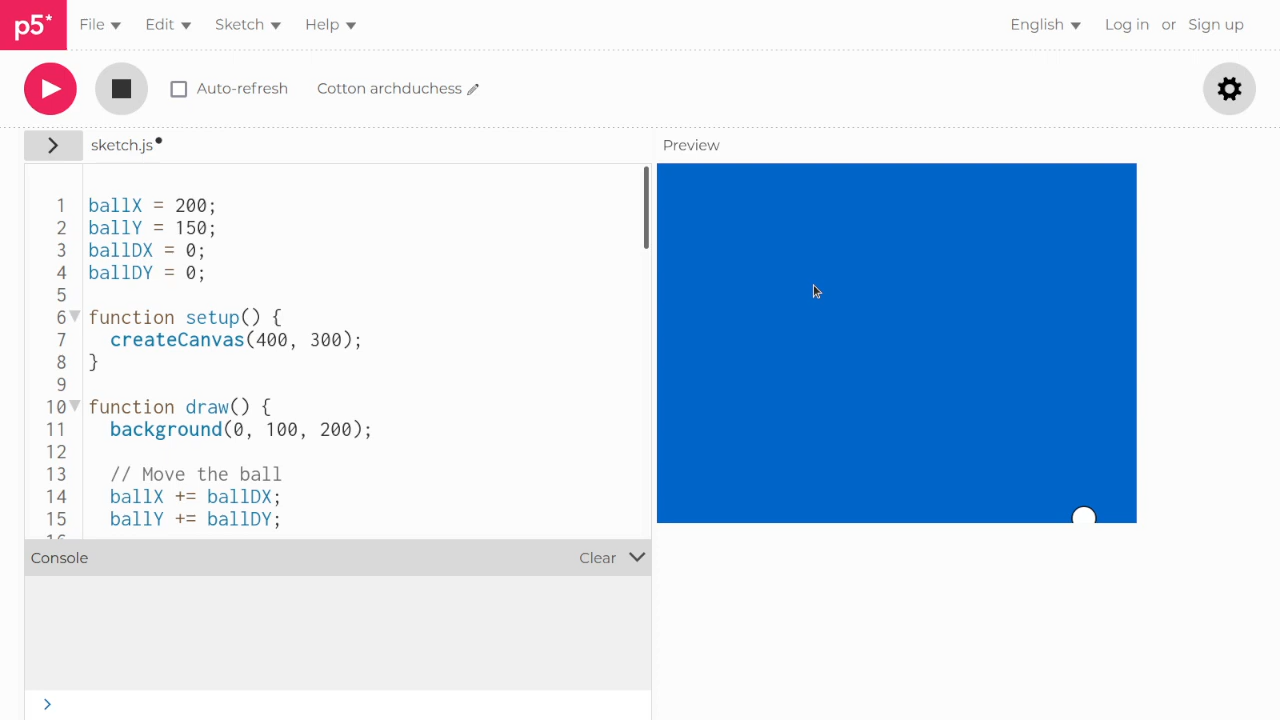 p5* File Edit Sketch Help English Log in or Sign up
Auto-refresh Cotton archduchess
sketch.js Preview
1 ballX = 200;
2 ballY = 150;
3 ballDX = 0;
4 ballDY = 0;
5
6 function setup() {
7 createCanvas(400, 300);
8 }
9
10 function draw() {
11 background(0, 100, 200);
12
13 // Move the ball
14 ballX += ballDX;
15 ballY += ballDY;
Console Clear